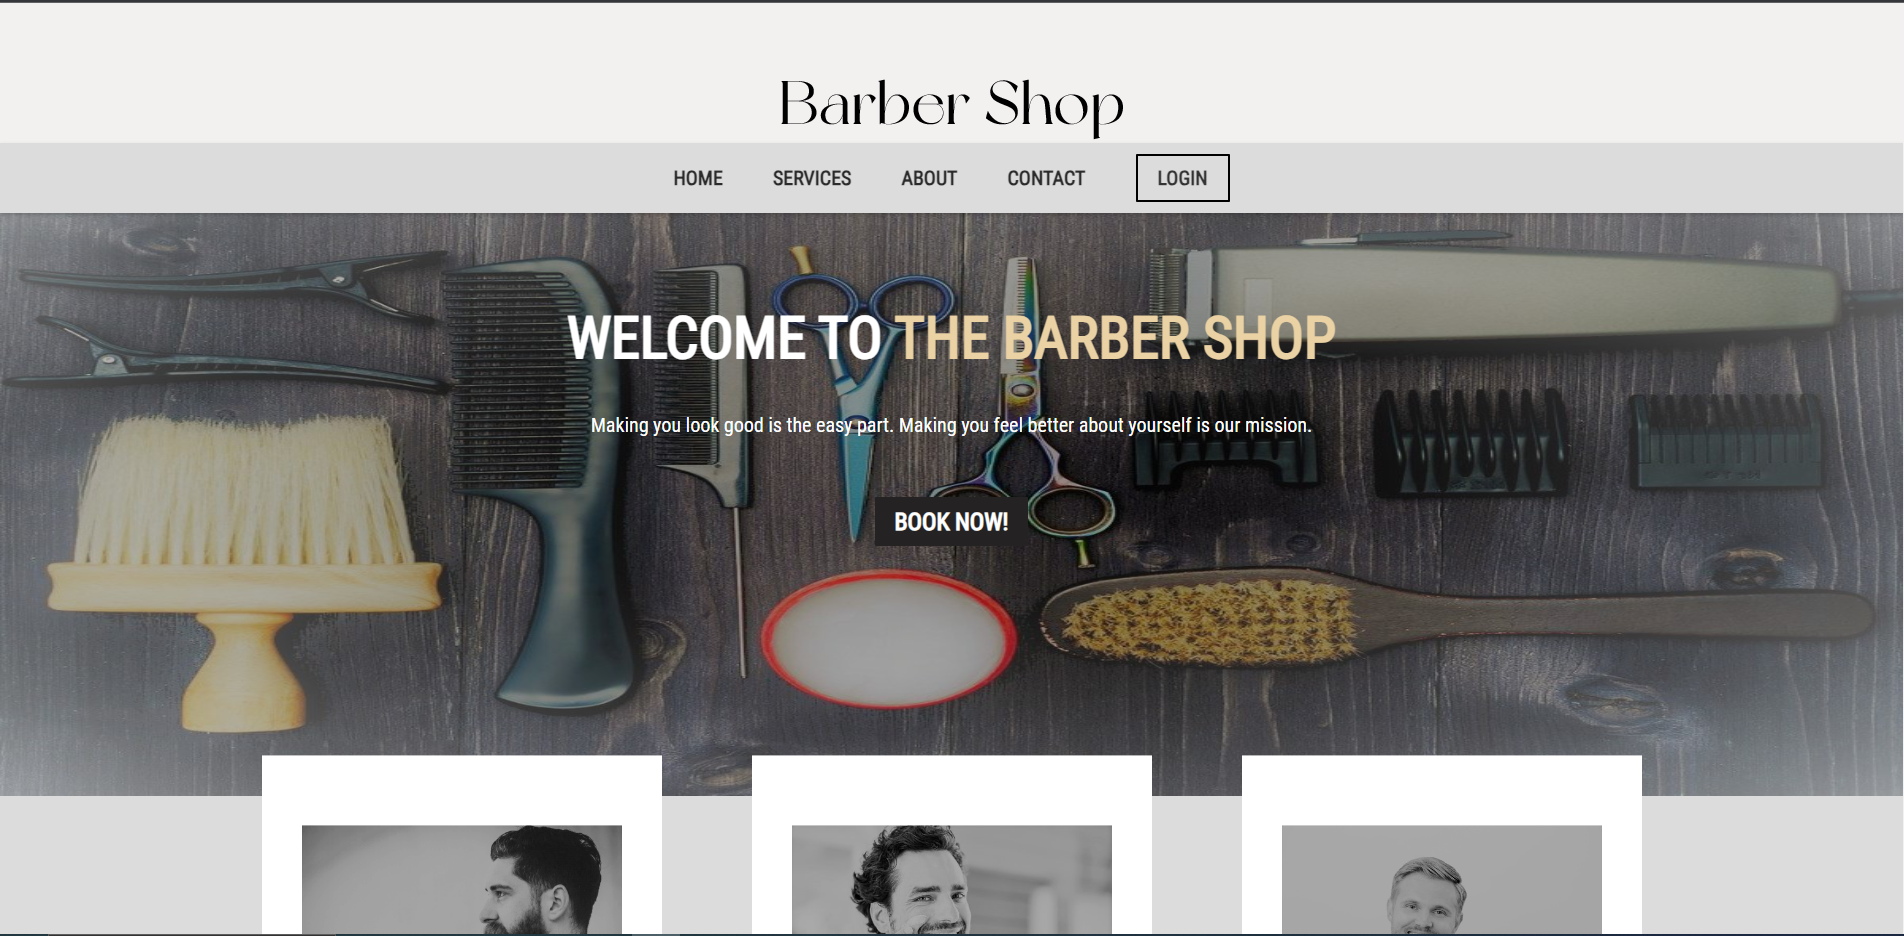 Barber Shop
HOME SERVICES ABOUT CONTACT LOGIN
WELCOME TO THE BARBER SHOP
Making you look good is the easy part. Making you feel better about yourself is our mission.
BOOK NOW!